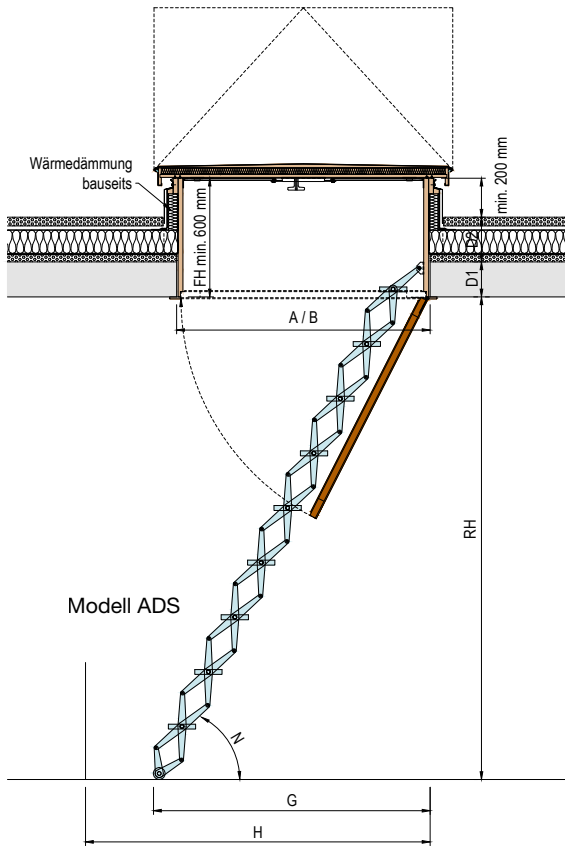 Wärmedämmung
bauseits
FH min. 600 mm
min. 200 mm
D2
D1
A / B
RH
Modell ADS
N
G
H